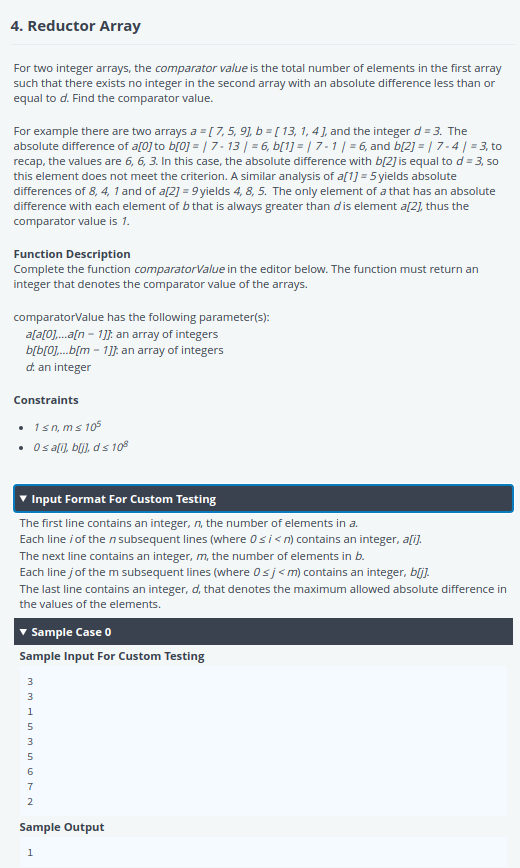 4. Reductor Array
For two integer arrays, the comparator value is the total number of elements in the first array
such that there exists no integer in the second array with an absolute difference less than or
equal to d. Find the comparator value.
For example there are two arrays a = [ 7, 5, 9], b = [ 13, 1, 4 ], and the integer d = 3.  The
absolute difference of a[0] to b[0] = | 7 - 13 | = 6, b[1] = | 7 - 1 | = 6, and b[2] = | 7 - 4 | = 3, to
recap, the values are 6, 6, 3. In this case, the absolute difference with b[2] is equal to d = 3, so
this element does not meet the criterion. A similar analysis of a[1] = 5 yields absolute
differences of 8, 4, 1 and of a[2] = 9 yields 4, 8, 5.  The only element of a that has an absolute
difference with each element of b that is always greater than d is element a[2], thus the
comparator value is 1.
Function Description
Complete the function comparatorValue in the editor below. The function must return an
integer that denotes the comparator value of the arrays.
comparatorValue has the following parameter(s):
a[a[0],...a[n − 1]]: an array of integers
b[b[0],...b[m − 1]]: an array of integers
d: an integer
Constraints
• 1 ≤ n, m ≤ 10⁵
• 0 ≤ a[i], b[j], d ≤ 10⁸
▼ Input Format For Custom Testing
The first line contains an integer, n, the number of elements in a.
Each line i of the n subsequent lines (where 0 ≤ i < n) contains an integer, a[i].
The next line contains an integer, m, the number of elements in b.
Each line j of the m subsequent lines (where 0 ≤ j < m) contains an integer, b[j].
The last line contains an integer, d, that denotes the maximum allowed absolute difference in
the values of the elements.
▼ Sample Case 0
Sample Input For Custom Testing
3
3
1
5
3
5
6
7
2
Sample Output
1